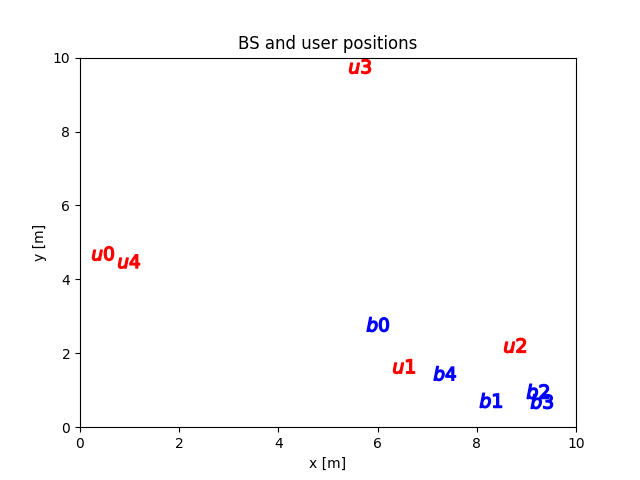 BS and user positions
10
u3
8
6
y [m]
u0
u4
4
b0
2
u1
b4
u2
b1
b2
b3
0
0 2 4 6 8 10
x [m]